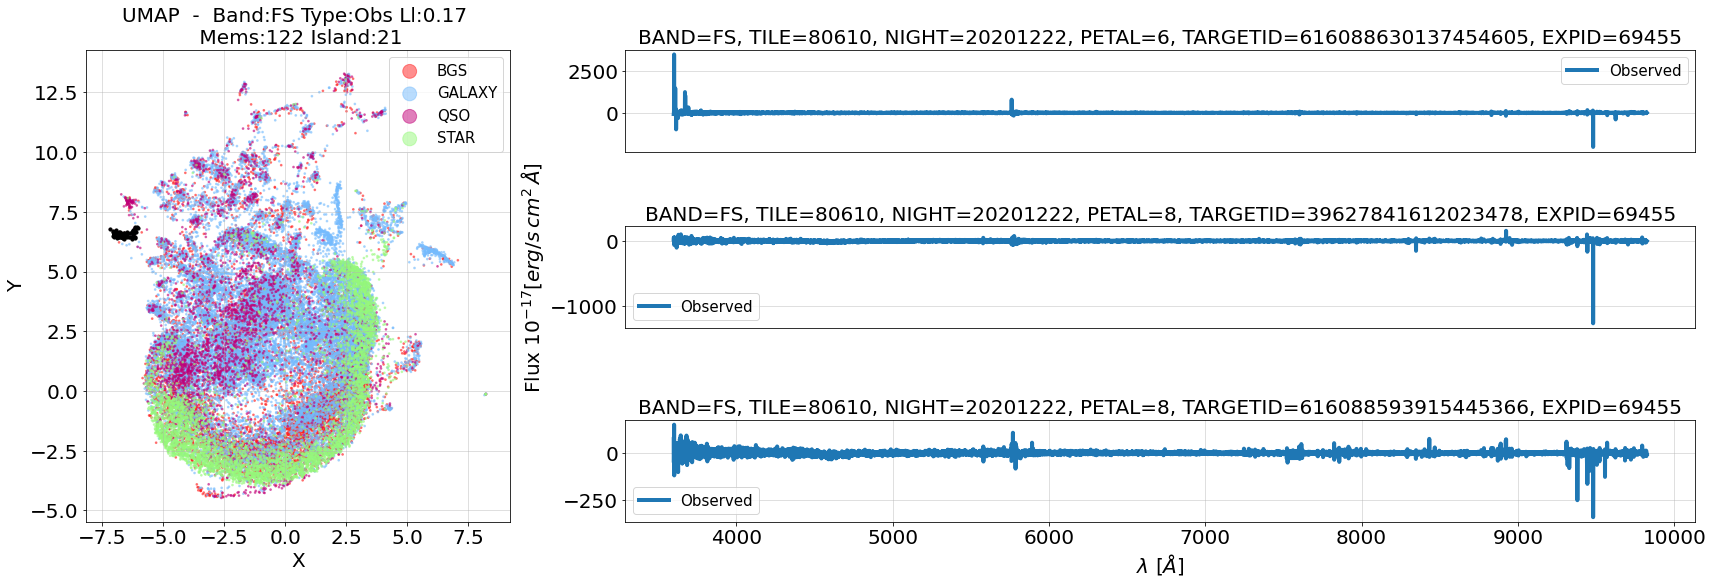 UMAP - Band:FS Type:Obs Ll:0.17
Mems:122 Island:21
BGS
GALAXY
QSO
STAR
12.5
10.0
7.5
5.0
2.5
0.0
−2.5
−5.0
Y
−7.5 −5.0 −2.5 0.0 2.5 5.0 7.5
X
Flux 10⁻¹⁷[erg/s cm² Å]
BAND=FS, TILE=80610, NIGHT=20201222, PETAL=6, TARGETID=616088630137454605, EXPID=69455
2500
0
Observed
BAND=FS, TILE=80610, NIGHT=20201222, PETAL=8, TARGETID=39627841612023478, EXPID=69455
0
−1000
Observed
BAND=FS, TILE=80610, NIGHT=20201222, PETAL=8, TARGETID=616088593915445366, EXPID=69455
0
−250
Observed
4000 5000 6000 7000 8000 9000 10000
λ [Å]